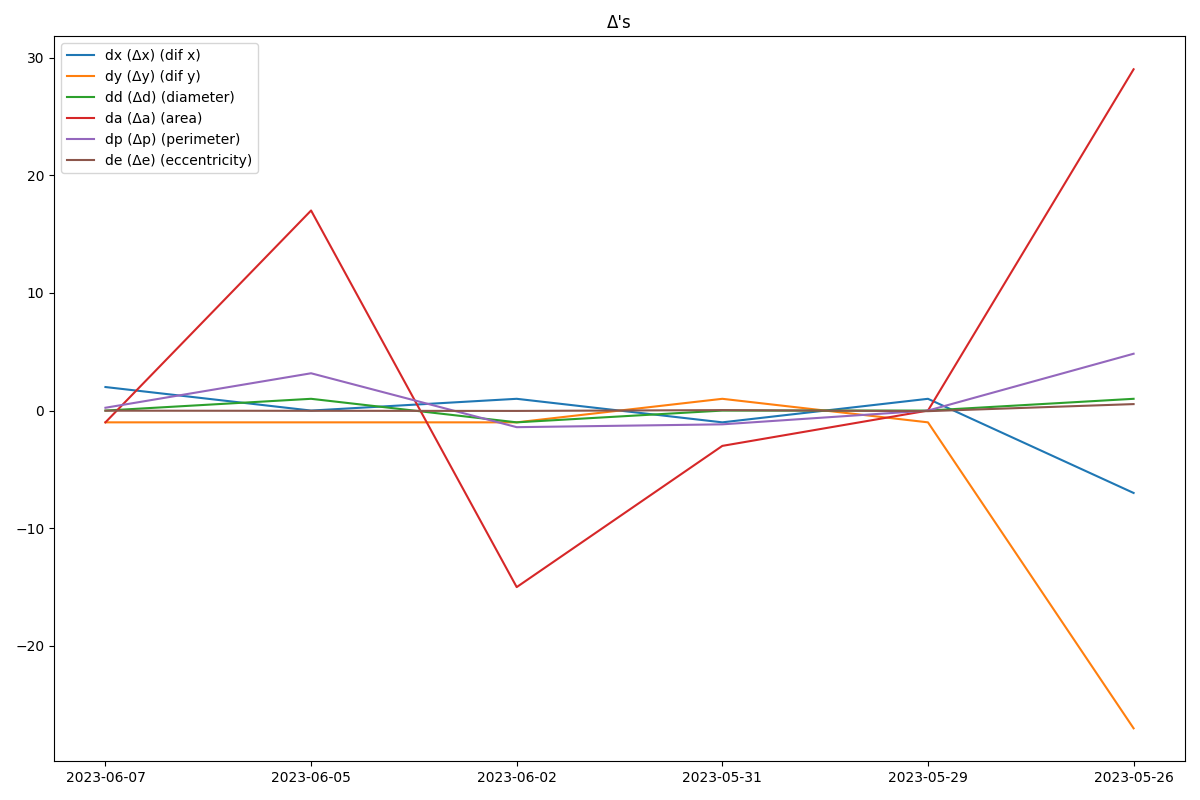 Δ's
dx (Δx) (dif x)
dy (Δy) (dif y)
dd (Δd) (diameter)
da (Δa) (area)
dp (Δp) (perimeter)
de (Δe) (eccentricity)
30
20
10
0
−10
−20
2023-06-07 2023-06-05 2023-06-02 2023-05-31 2023-05-29 2023-05-26